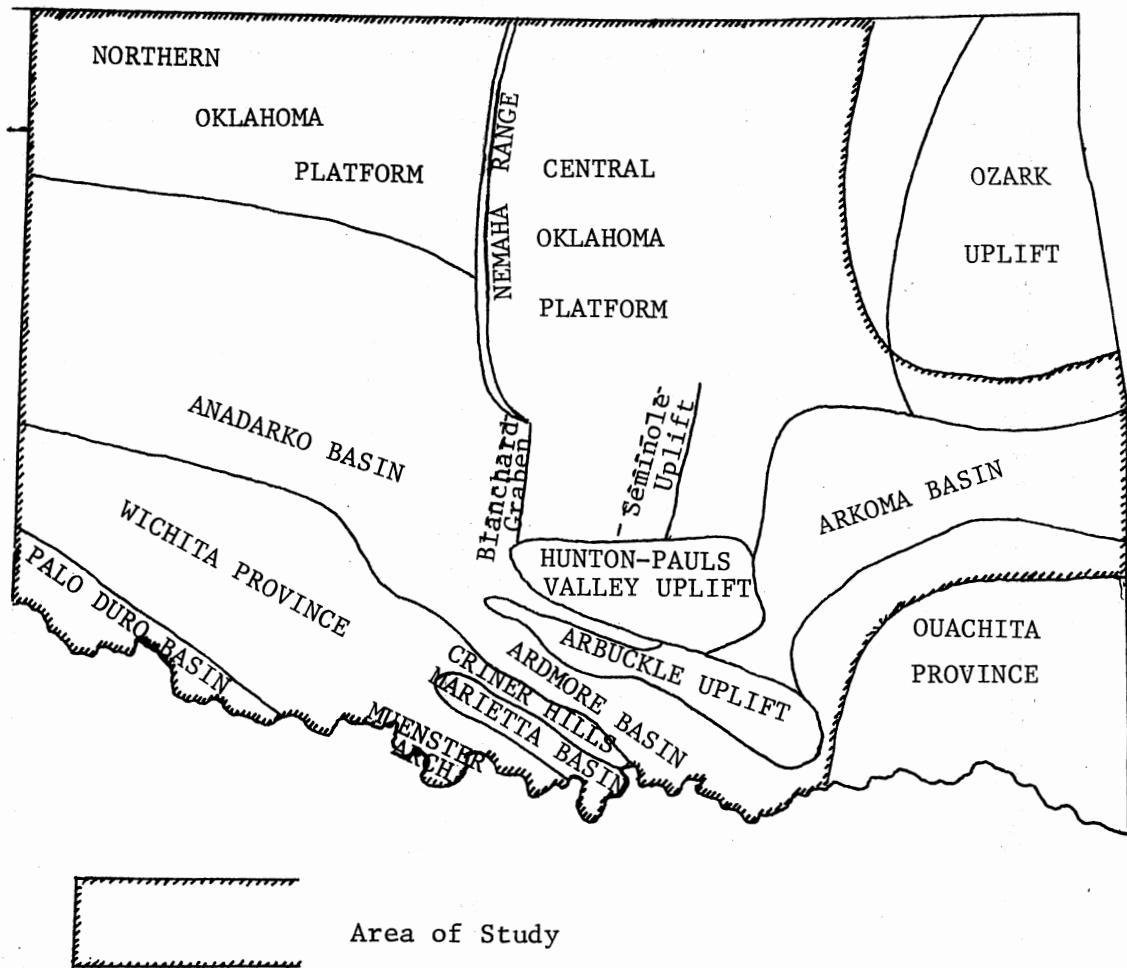 NORTHERN
OKLAHOMA
PLATFORM
NEMAHA RANGE
CENTRAL
OKLAHOMA
PLATFORM
OZARK
UPLIFT
ANADARKO BASIN
Blanchard
Graben
Seminole
Uplift
ARKOMA BASIN
WICHITA PROVINCE
PALO DURO BASIN
HUNTON-PAULS
VALLEY UPLIFT
ARBUCKLE UPLIFT
OUACHITA
PROVINCE
ARDMORE BASIN
CRINER HILLS
MARIETTA BASIN
MUENSTER
ARCH
Area of Study